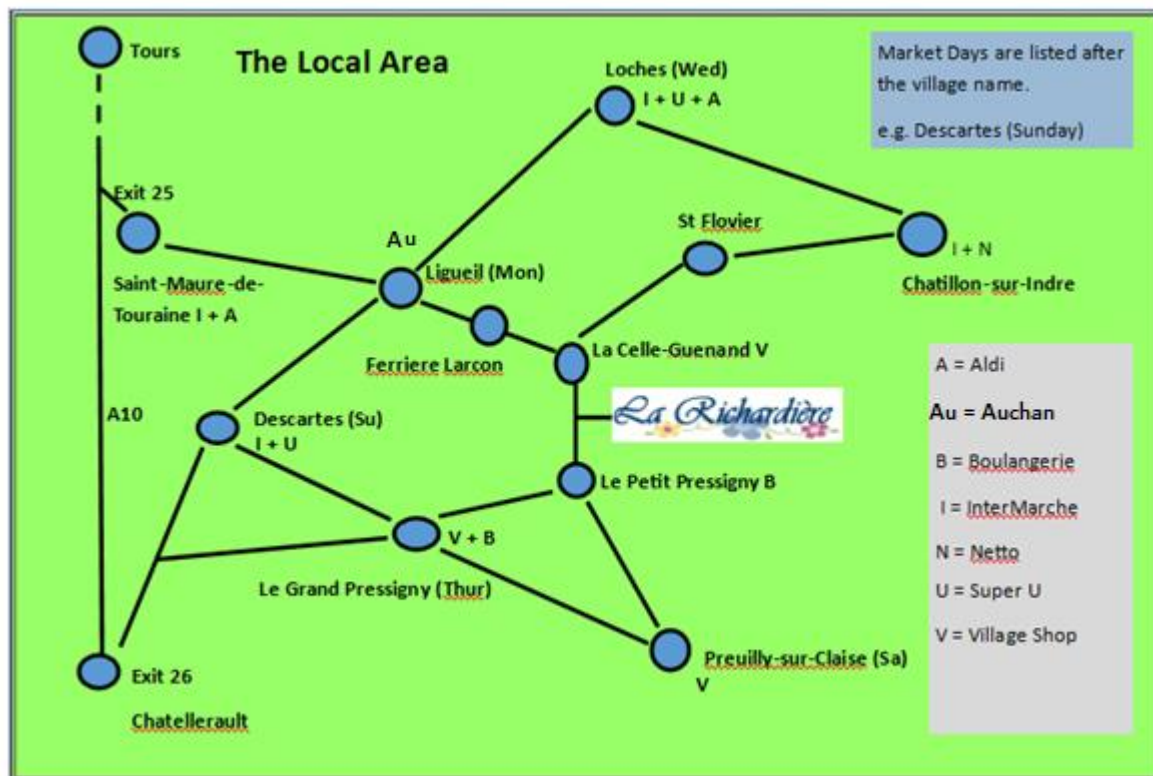 Tours
The Local Area
Market Days are listed after
the village name.
e.g. Descartes (Sunday)
Loches (Wed)
I + U + A
Exit 25
St Flovier
Au
Ligueil (Mon)
I + N
Saint-Maure-de-
Touraine I + A
Chatillon-sur-Indre
Ferriere Larcon
La Celle-Guenand V
A10
Descartes (Su)
I + U
La Richardière
Le Petit Pressigny B
V + B
Le Grand Pressigny (Thur)
Preuilly-sur-Claise (Sa)
V
Exit 26
Chatellerault
A = Aldi
Au = Auchan
B = Boulangerie
I = InterMarche
N = Netto
U = Super U
V = Village Shop